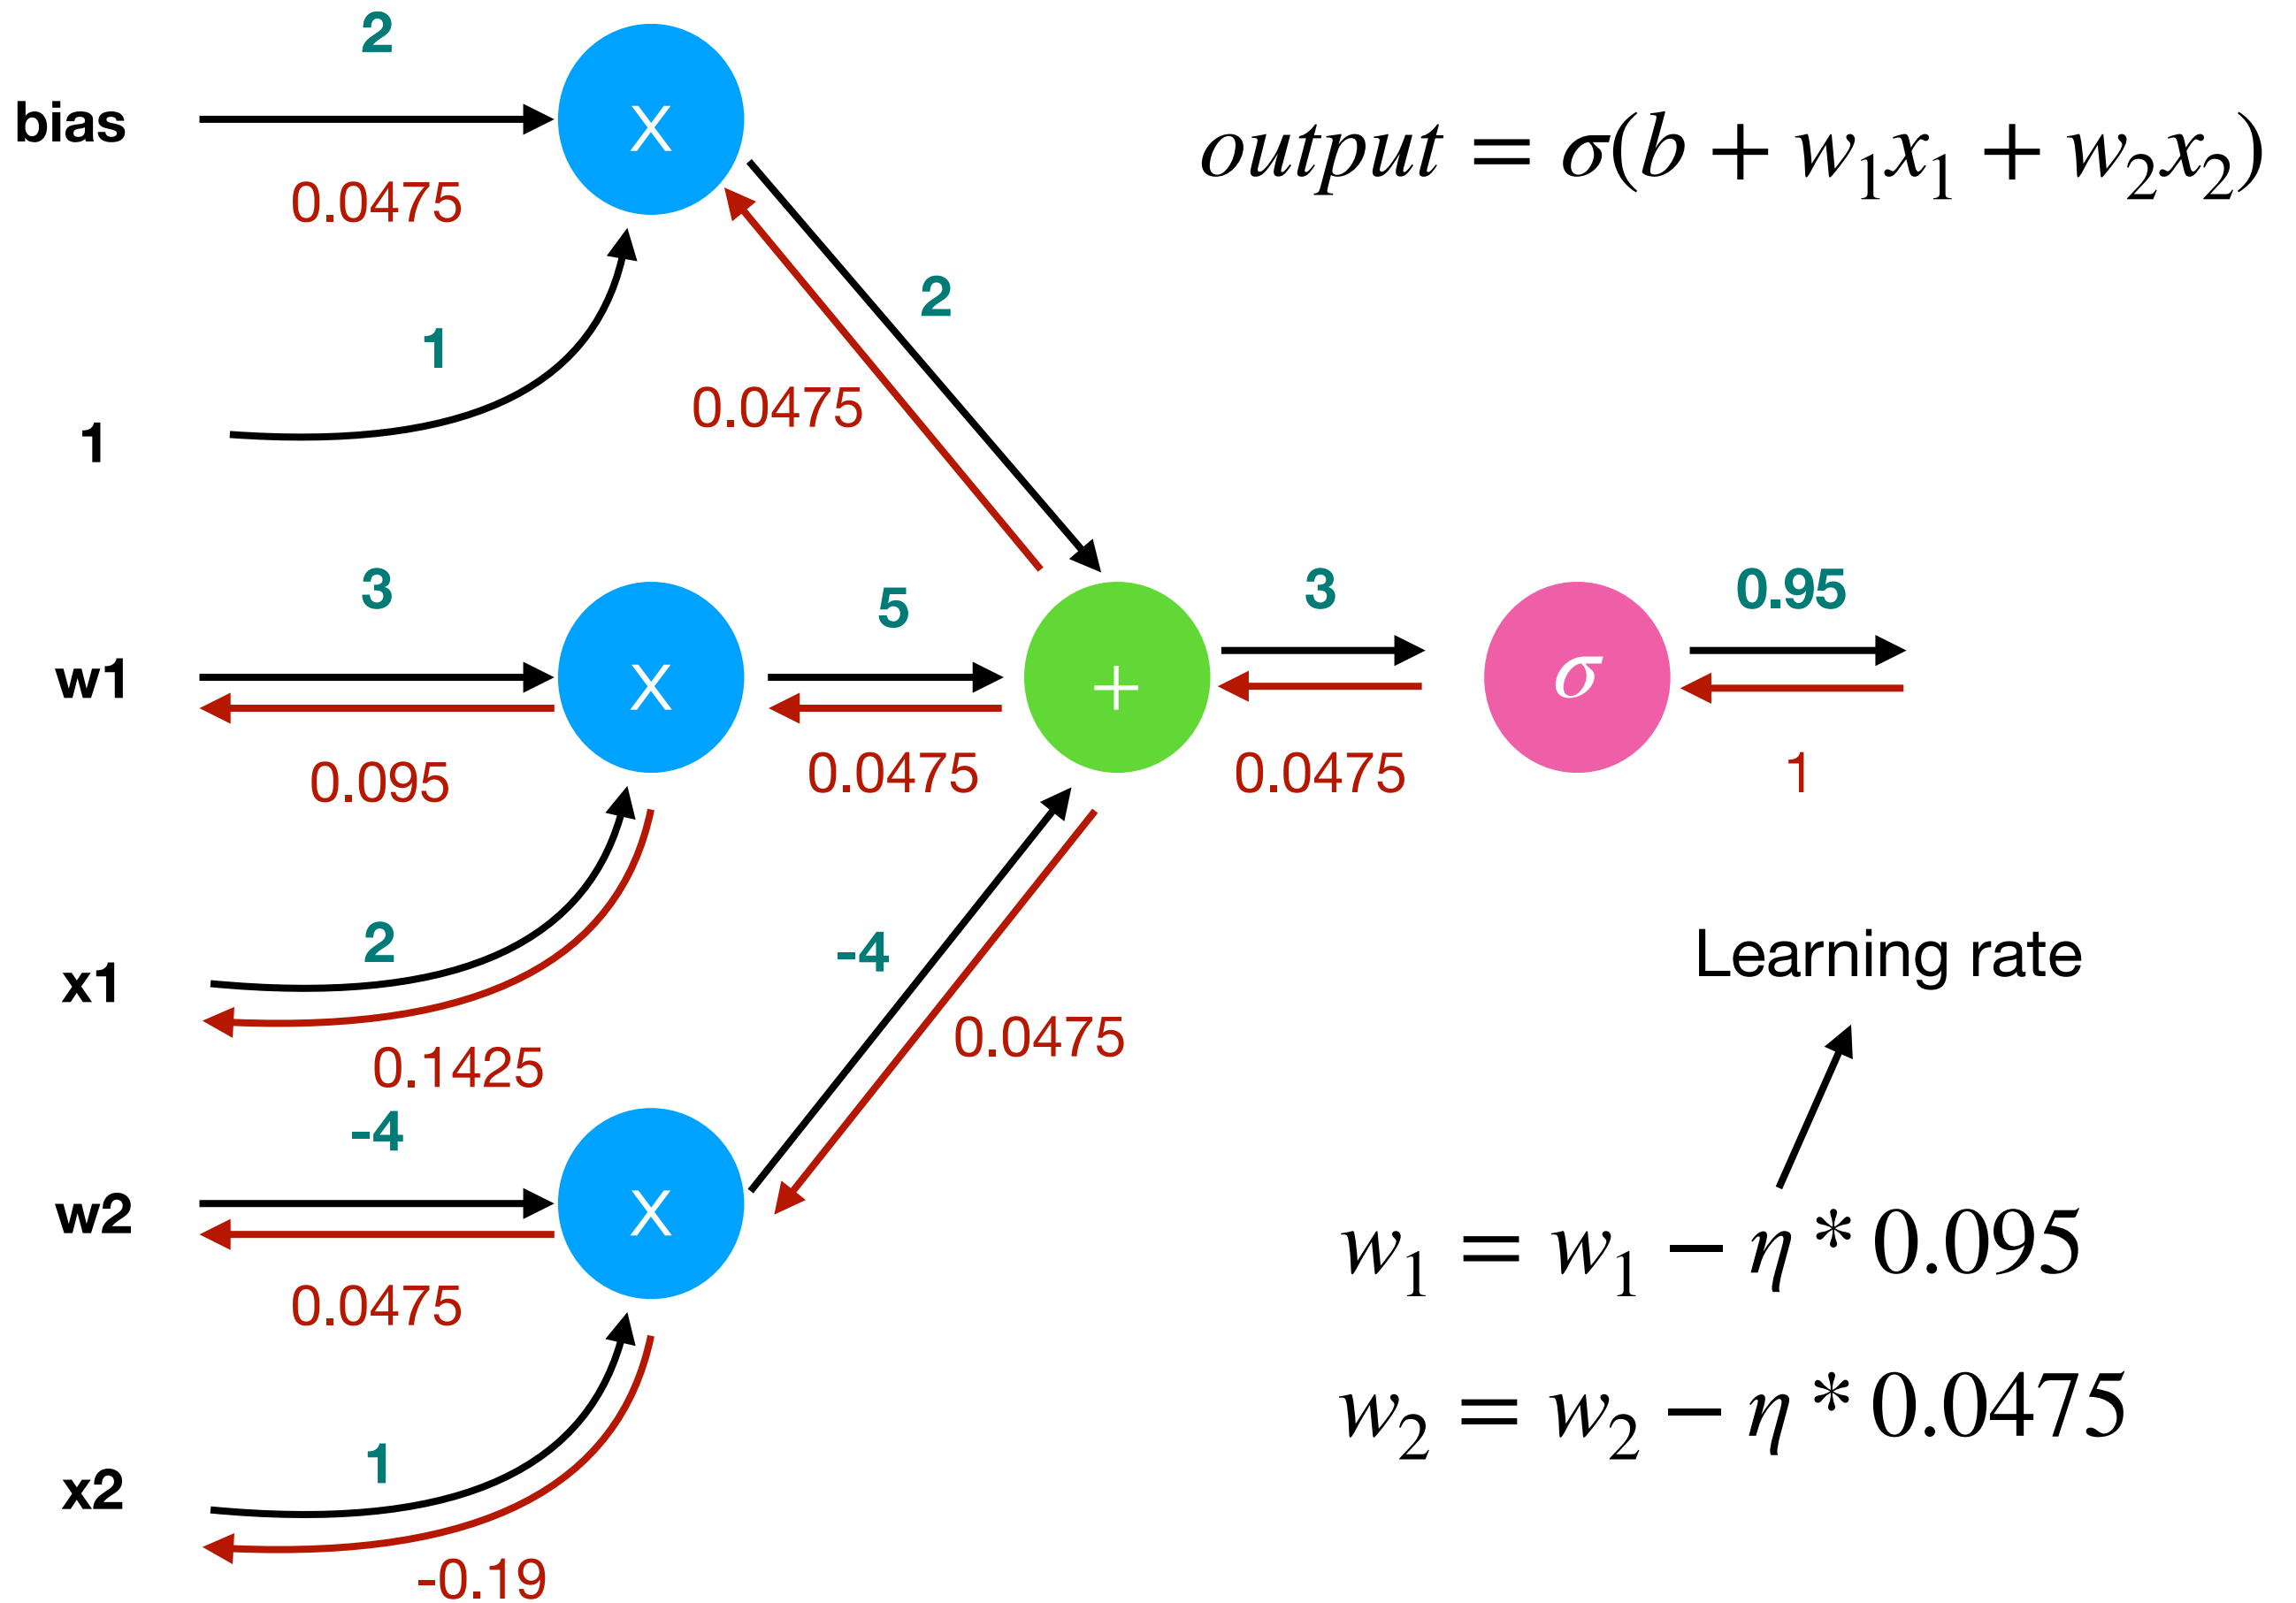 2
bias
x
output = σ(b + w₁x₁ + w₂x₂)
0.0475
2
1
0.0475
1
3
5
3
0.95
w1
x
+
σ
0.095
0.0475
0.0475
1
2
-4
Learning rate
x1
0.0475
0.1425
-4
w2
x
w₁ = w₁ − η * 0.095
0.0475
w₂ = w₂ − η * 0.0475
1
x2
-0.19